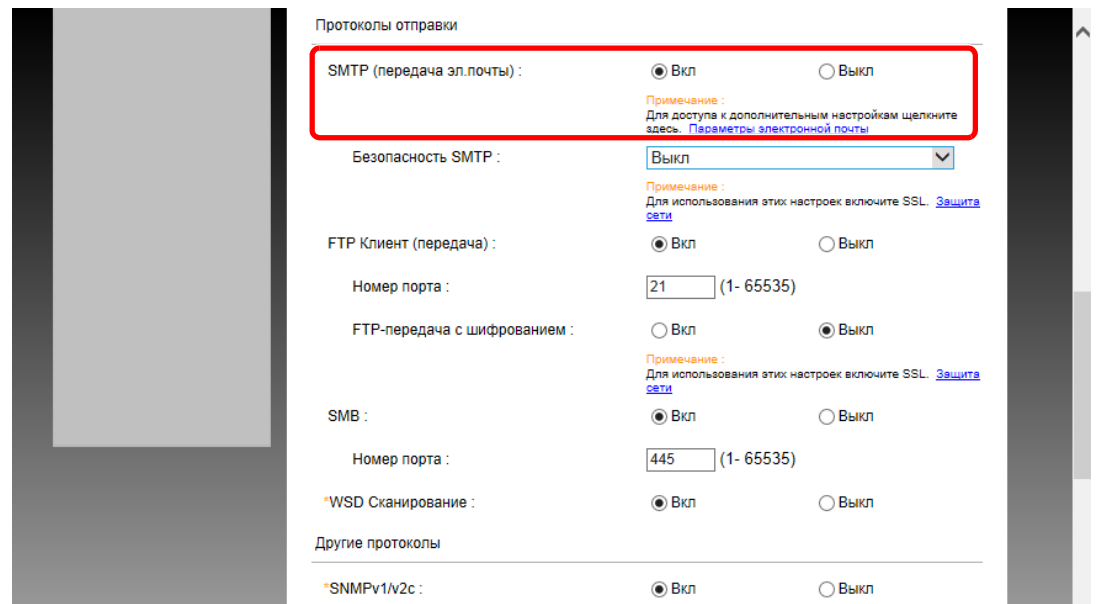 Протоколы отправки
SMTP (передача эл.почты) : Вкл Выкл
Примечание :
Для доступа к дополнительным настройкам щелкните
здесь. Параметры электронной почты
Безопасность SMTP : Выкл
Примечание :
Для использования этих настроек включите SSL. Защита
сети
FTP Клиент (передача) : Вкл Выкл
Номер порта : 21 (1- 65535)
FTP-передача с шифрованием : Вкл Выкл
Примечание :
Для использования этих настроек включите SSL. Защита
сети
SMB : Вкл Выкл
Номер порта : 445 (1- 65535)
*WSD Сканирование : Вкл Выкл
Другие протоколы
*SNMPv1/v2c : Вкл Выкл